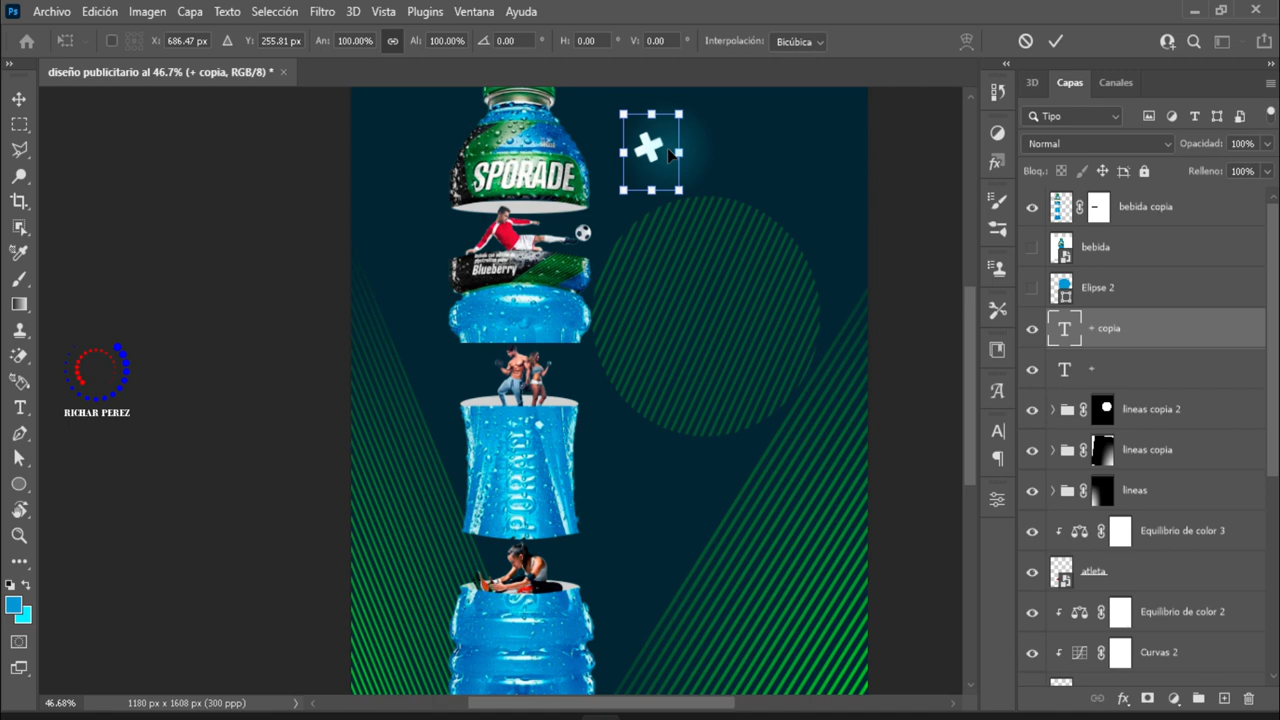 Ps Archivo Edición Imagen Capa Texto Selección Filtro 3D Vista Plugins Ventana Ayuda
X: 686.47 px Y: 255.81 px An: 100.00% Al: 100.00% 0.00 ° H: 0.00 ° V: 0.00 ° Interpolación: Bicúbica
diseño publicitario al 46.7% (+ copia, RGB/8) * ×
3D Capas Canales
Tipo
Normal Opacidad: 100%
Bloq.: Relleno: 100%
bebida copia
bebida
Elipse 2
T + copia
T +
lineas copia 2
lineas copia
lineas
Equilibrio de color 3
atleta
Equilibrio de color 2
Curvas 2
SPORADE
Blueberry
RICHAR PEREZ
46.68% 1180 px x 1608 px (300 ppp)